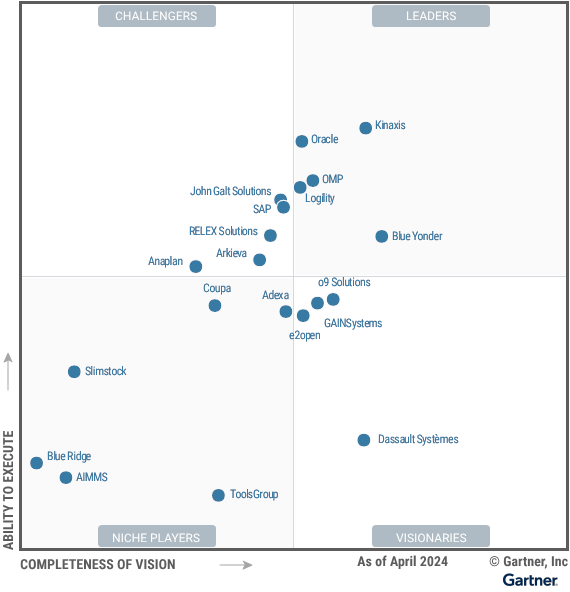 CHALLENGERS
LEADERS
Kinaxis
Oracle
OMP
John Galt Solutions
Logility
SAP
RELEX Solutions
Blue Yonder
Arkieva
Anaplan
o9 Solutions
Coupa
Adexa
GAINSystems
e2open
Slimstock
Dassault Systèmes
Blue Ridge
AIMMS
ToolsGroup
ABILITY TO EXECUTE
NICHE PLAYERS
VISIONARIES
COMPLETENESS OF VISION
As of April 2024
© Gartner, Inc
Gartner